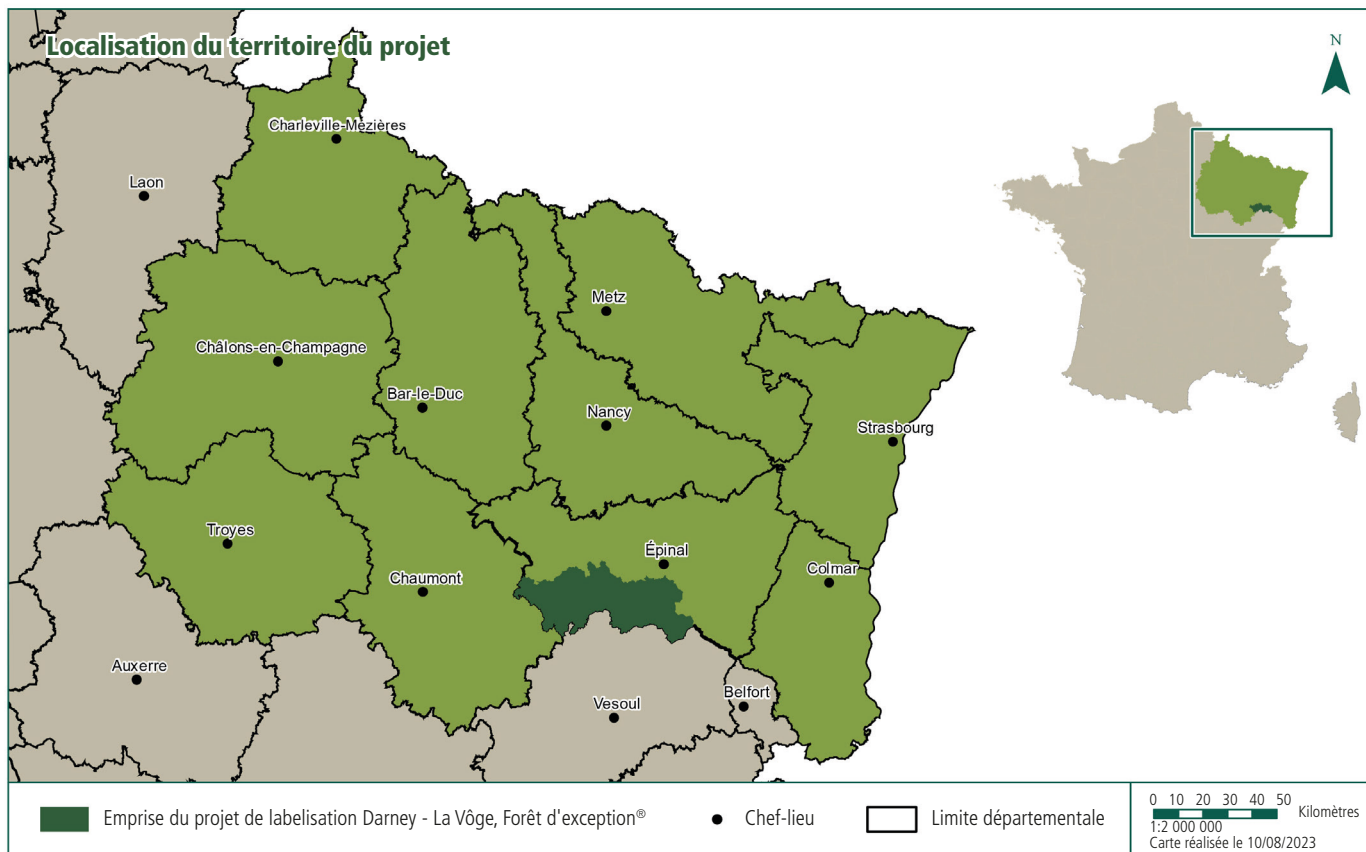 Localisation du territoire du projet
N
Charleville-Mézières
Laon
Metz
Châlons-en-Champagne
Bar-le-Duc
Nancy
Strasbourg
Troyes
Épinal
Chaumont
Colmar
Auxerre
Vesoul
Belfort
Emprise du projet de labelisation Darney - La Vôge, Forêt d'exception®
Chef-lieu
Limite départementale
0 10 20 30 40 50
Kilomètres
1:2 000 000
Carte réalisée le 10/08/2023